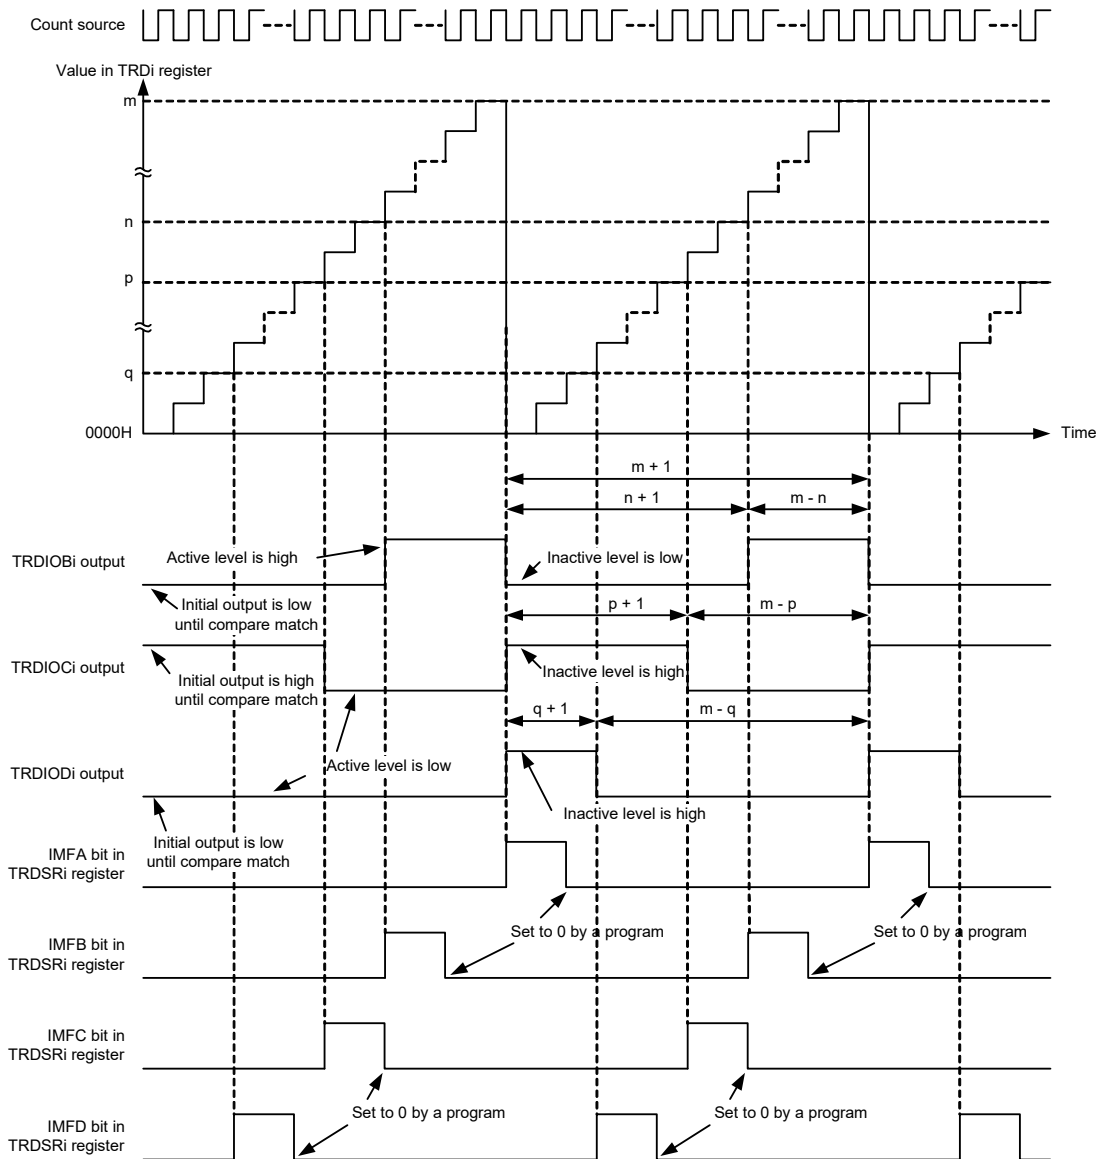 Count source
Value in TRDi register
m
n
p
q
0000H
Time
m + 1
n + 1
m - n
TRDIOBi output
Active level is high
Inactive level is low
Initial output is low
until compare match
p + 1
m - p
TRDIOCi output
Initial output is high
until compare match
Inactive level is high
q + 1
m - q
TRDIODi output
Active level is low
Inactive level is high
Initial output is low
until compare match
IMFA bit in
TRDSRi register
Set to 0 by a program
Set to 0 by a program
IMFB bit in
TRDSRi register
IMFC bit in
TRDSRi register
Set to 0 by a program
Set to 0 by a program
IMFD bit in
TRDSRi register